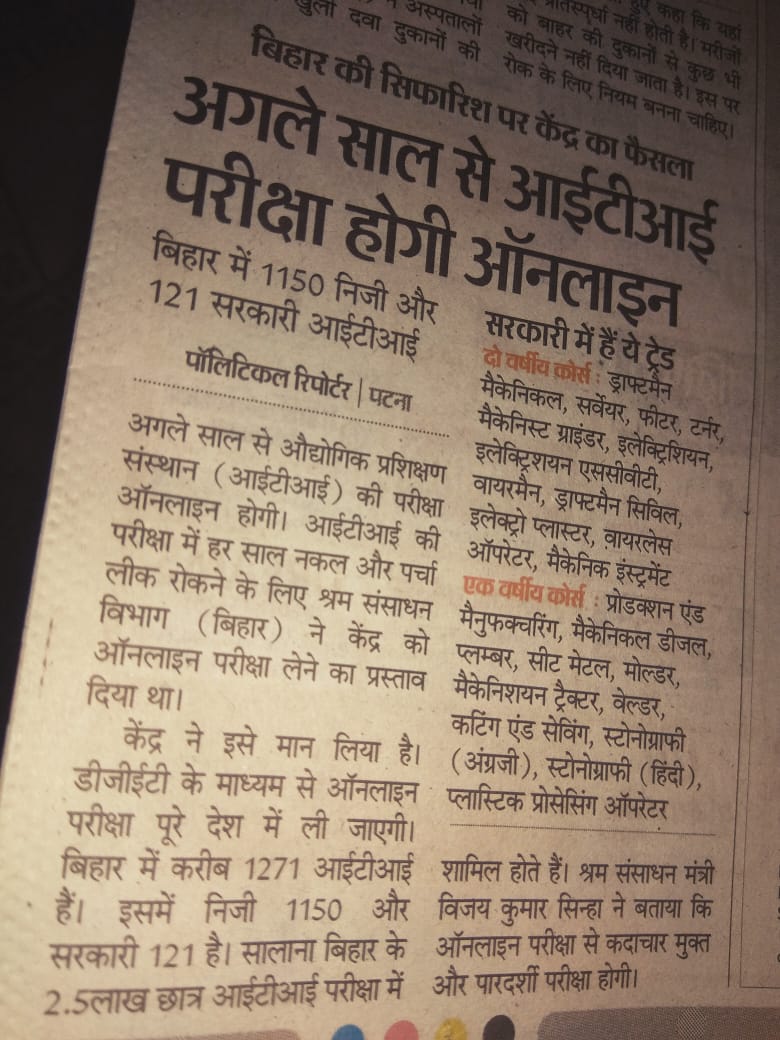 अस्पतालों
खुली दवा दुकानों की
हुए कहा कि यहां
प्रतिस्पर्धा नहीं होती है। मरीजों
को बाहर की दुकानों से कुछ भी
खरीदने नहीं दिया जाता है। इस पर
रोक के लिए नियम बनना चाहिए।
बिहार की सिफारिश पर केंद्र का फैसला
अगले साल से आईटीआई
परीक्षा होगी ऑनलाइन
बिहार में 1150 निजी और
121 सरकारी आईटीआई
पॉलिटिकल रिपोर्टर | पटना
अगले साल से औद्योगिक प्रशिक्षण
संस्थान (आईटीआई) की परीक्षा
ऑनलाइन होगी। आईटीआई की
परीक्षा में हर साल नकल और पर्चा
लीक रोकने के लिए श्रम संसाधन
विभाग (बिहार) ने केंद्र को
ऑनलाइन परीक्षा लेने का प्रस्ताव
दिया था।
केंद्र ने इसे मान लिया है।
डीजीईटी के माध्यम से ऑनलाइन
परीक्षा पूरे देश में ली जाएगी।
बिहार में करीब 1271 आईटीआई
हैं। इसमें निजी 1150 और
सरकारी 121 है। सालाना बिहार के
2.5लाख छात्र आईटीआई परीक्षा में
सरकारी में हैं ये ट्रेड
दो वर्षीय कोर्स : ड्राफ्टमैन
मैकेनिकल, सर्वेयर, फीटर, टर्नर,
मैकेनिस्ट ग्राइंडर, इलेक्ट्रिशियन,
इलेक्ट्रिशयन एससीवीटी,
वायरमैन, ड्राफ्टमैन सिविल,
इलेक्ट्रो प्लास्टर, वायरलेस
ऑपरेटर, मैकेनिक इंस्ट्रमेंट
एक वर्षीय कोर्स : प्रोडक्शन एंड
मैनुफक्चरिंग, मैकेनिकल डीजल,
प्लम्बर, सीट मेटल, मोल्डर,
मैकेनिशयन ट्रैक्टर, वेल्डर,
कटिंग एंड सेविंग, स्टोनोग्राफी
(अंग्रजी), स्टोनोग्राफी (हिंदी),
प्लास्टिक प्रोसेसिंग ऑपरेटर
शामिल होते हैं। श्रम संसाधन मंत्री
विजय कुमार सिन्हा ने बताया कि
ऑनलाइन परीक्षा से कदाचार मुक्त
और पारदर्शी परीक्षा होगी।